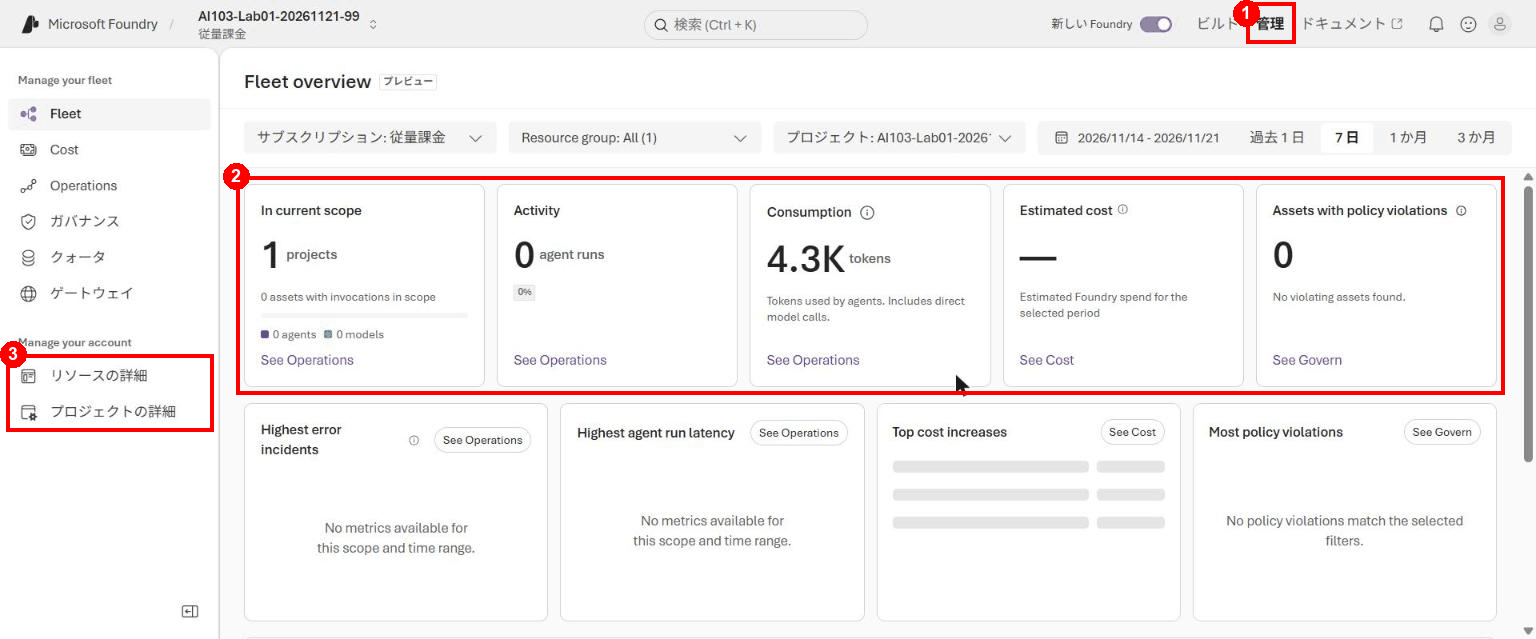 Microsoft Foundry / AI103-Lab01-20261121-99
従量課金
検索 (Ctrl + K)
新しい Foundry
ビルド
1
管理
ドキュメント
Manage your fleet
Fleet
Cost
Operations
ガバナンス
クォータ
ゲートウェイ
Manage your account
3
リソースの詳細
プロジェクトの詳細
Fleet overview プレビュー
サブスクリプション: 従量課金
Resource group: All (1)
プロジェクト: AI103-Lab01-2026
2026/11/14 - 2026/11/21
過去 1 日
7 日
1 か月
3 か月
2
In current scope
1 projects
0 assets with invocations in scope
0 agents 0 models
See Operations
Activity
0 agent runs
0%
See Operations
Consumption
4.3K tokens
Tokens used by agents. Includes direct
model calls.
See Operations
Estimated cost
—
Estimated Foundry spend for the
selected period
See Cost
Assets with policy violations
0
No violating assets found.
See Govern
Highest error
incidents
See Operations
No metrics available for
this scope and time range.
Highest agent run latency
See Operations
No metrics available for
this scope and time range.
Top cost increases
See Cost
Most policy violations
See Govern
No policy violations match the selected
filters.